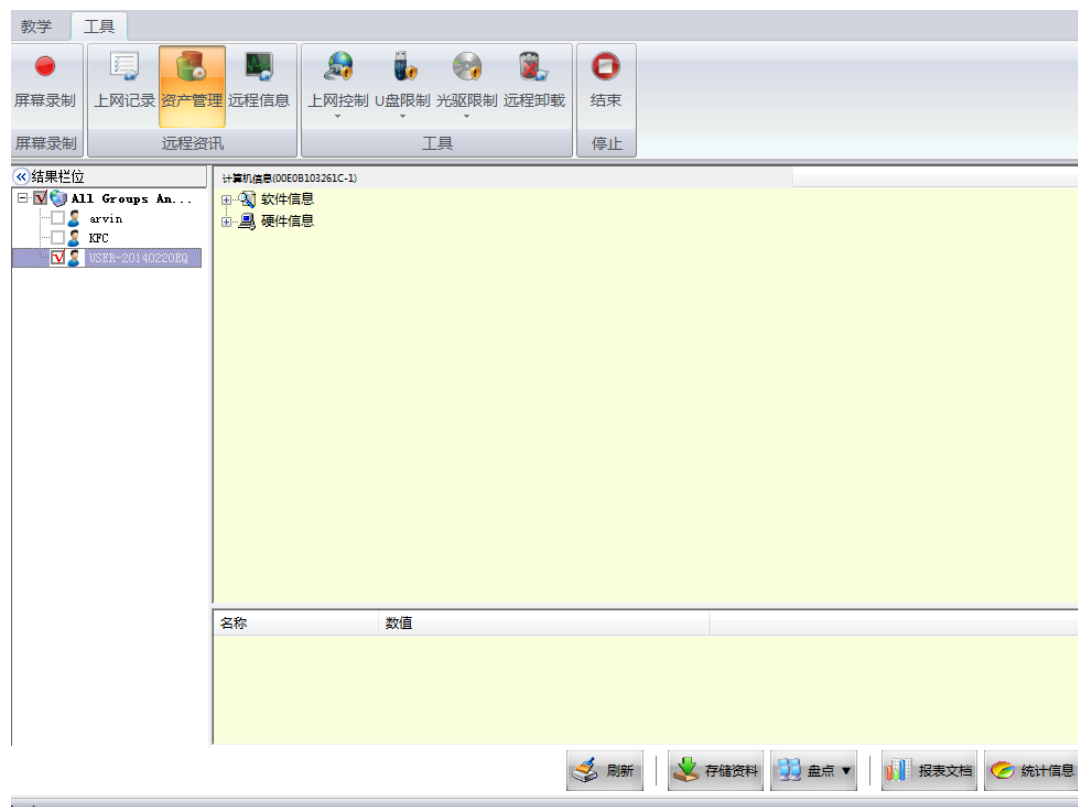 教学 工具
屏幕录制 上网记录 资产管理 远程信息 上网控制 U盘限制 光驱限制 远程卸载 结束
屏幕录制 远程资讯 工具 停止
结果栏位 计算机信息(00E0B103261C-1)
All Groups An... 软件信息
arvin 硬件信息
KFC
USER-20140220EQ
名称 数值
刷新 存储资料 盘点 ▼ 报表文档 统计信息